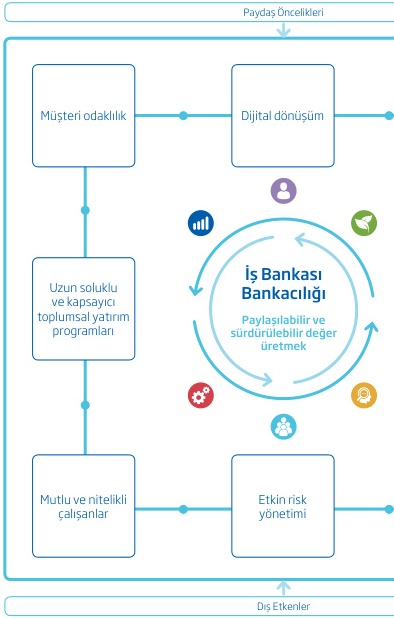 Paydaş Öncelikleri
Müşteri odaklılık
Dijital dönüşüm
İş Bankası
Bankacılığı
Paylaşılabilir ve
sürdürülebilir değer
üretmek
Uzun soluklu
ve kapsayıcı
toplumsal yatırım
programları
Mutlu ve nitelikli
çalışanlar
Etkin risk
yönetimi
Dış Etkenler